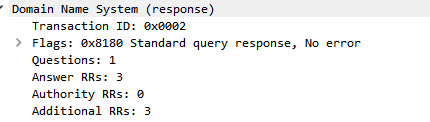 Domain Name System (response)
Transaction ID: 0x0002
Flags: 0x8180 Standard query response, No error
Questions: 1
Answer RRs: 3
Authority RRs: 0
Additional RRs: 3